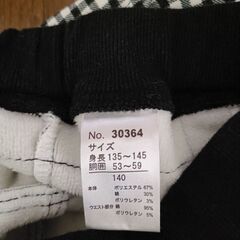 No. 30364
サイズ
身長 135～145
胴囲 53～59
140
本体 ポリエステル 67%
綿 30%
ポリウレタン 3%
ウエスト部分 綿 95%
ポリウレタン 5%